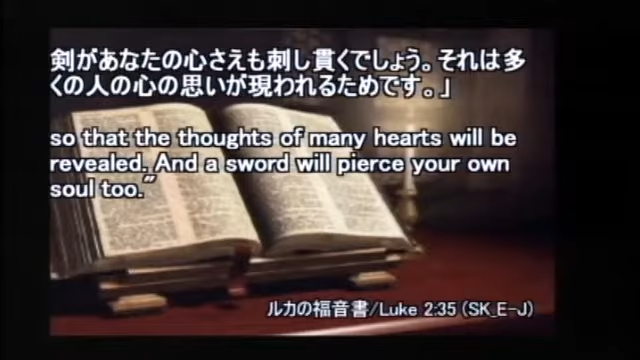 剣があなたの心さえも刺し貫くでしょう。それは多
くの人の心の思いが現われるためです。」
so that the thoughts of many hearts will be
revealed. And a sword will pierce your own
soul too."
ルカの福音書/Luke 2:35 (SK_E-J)